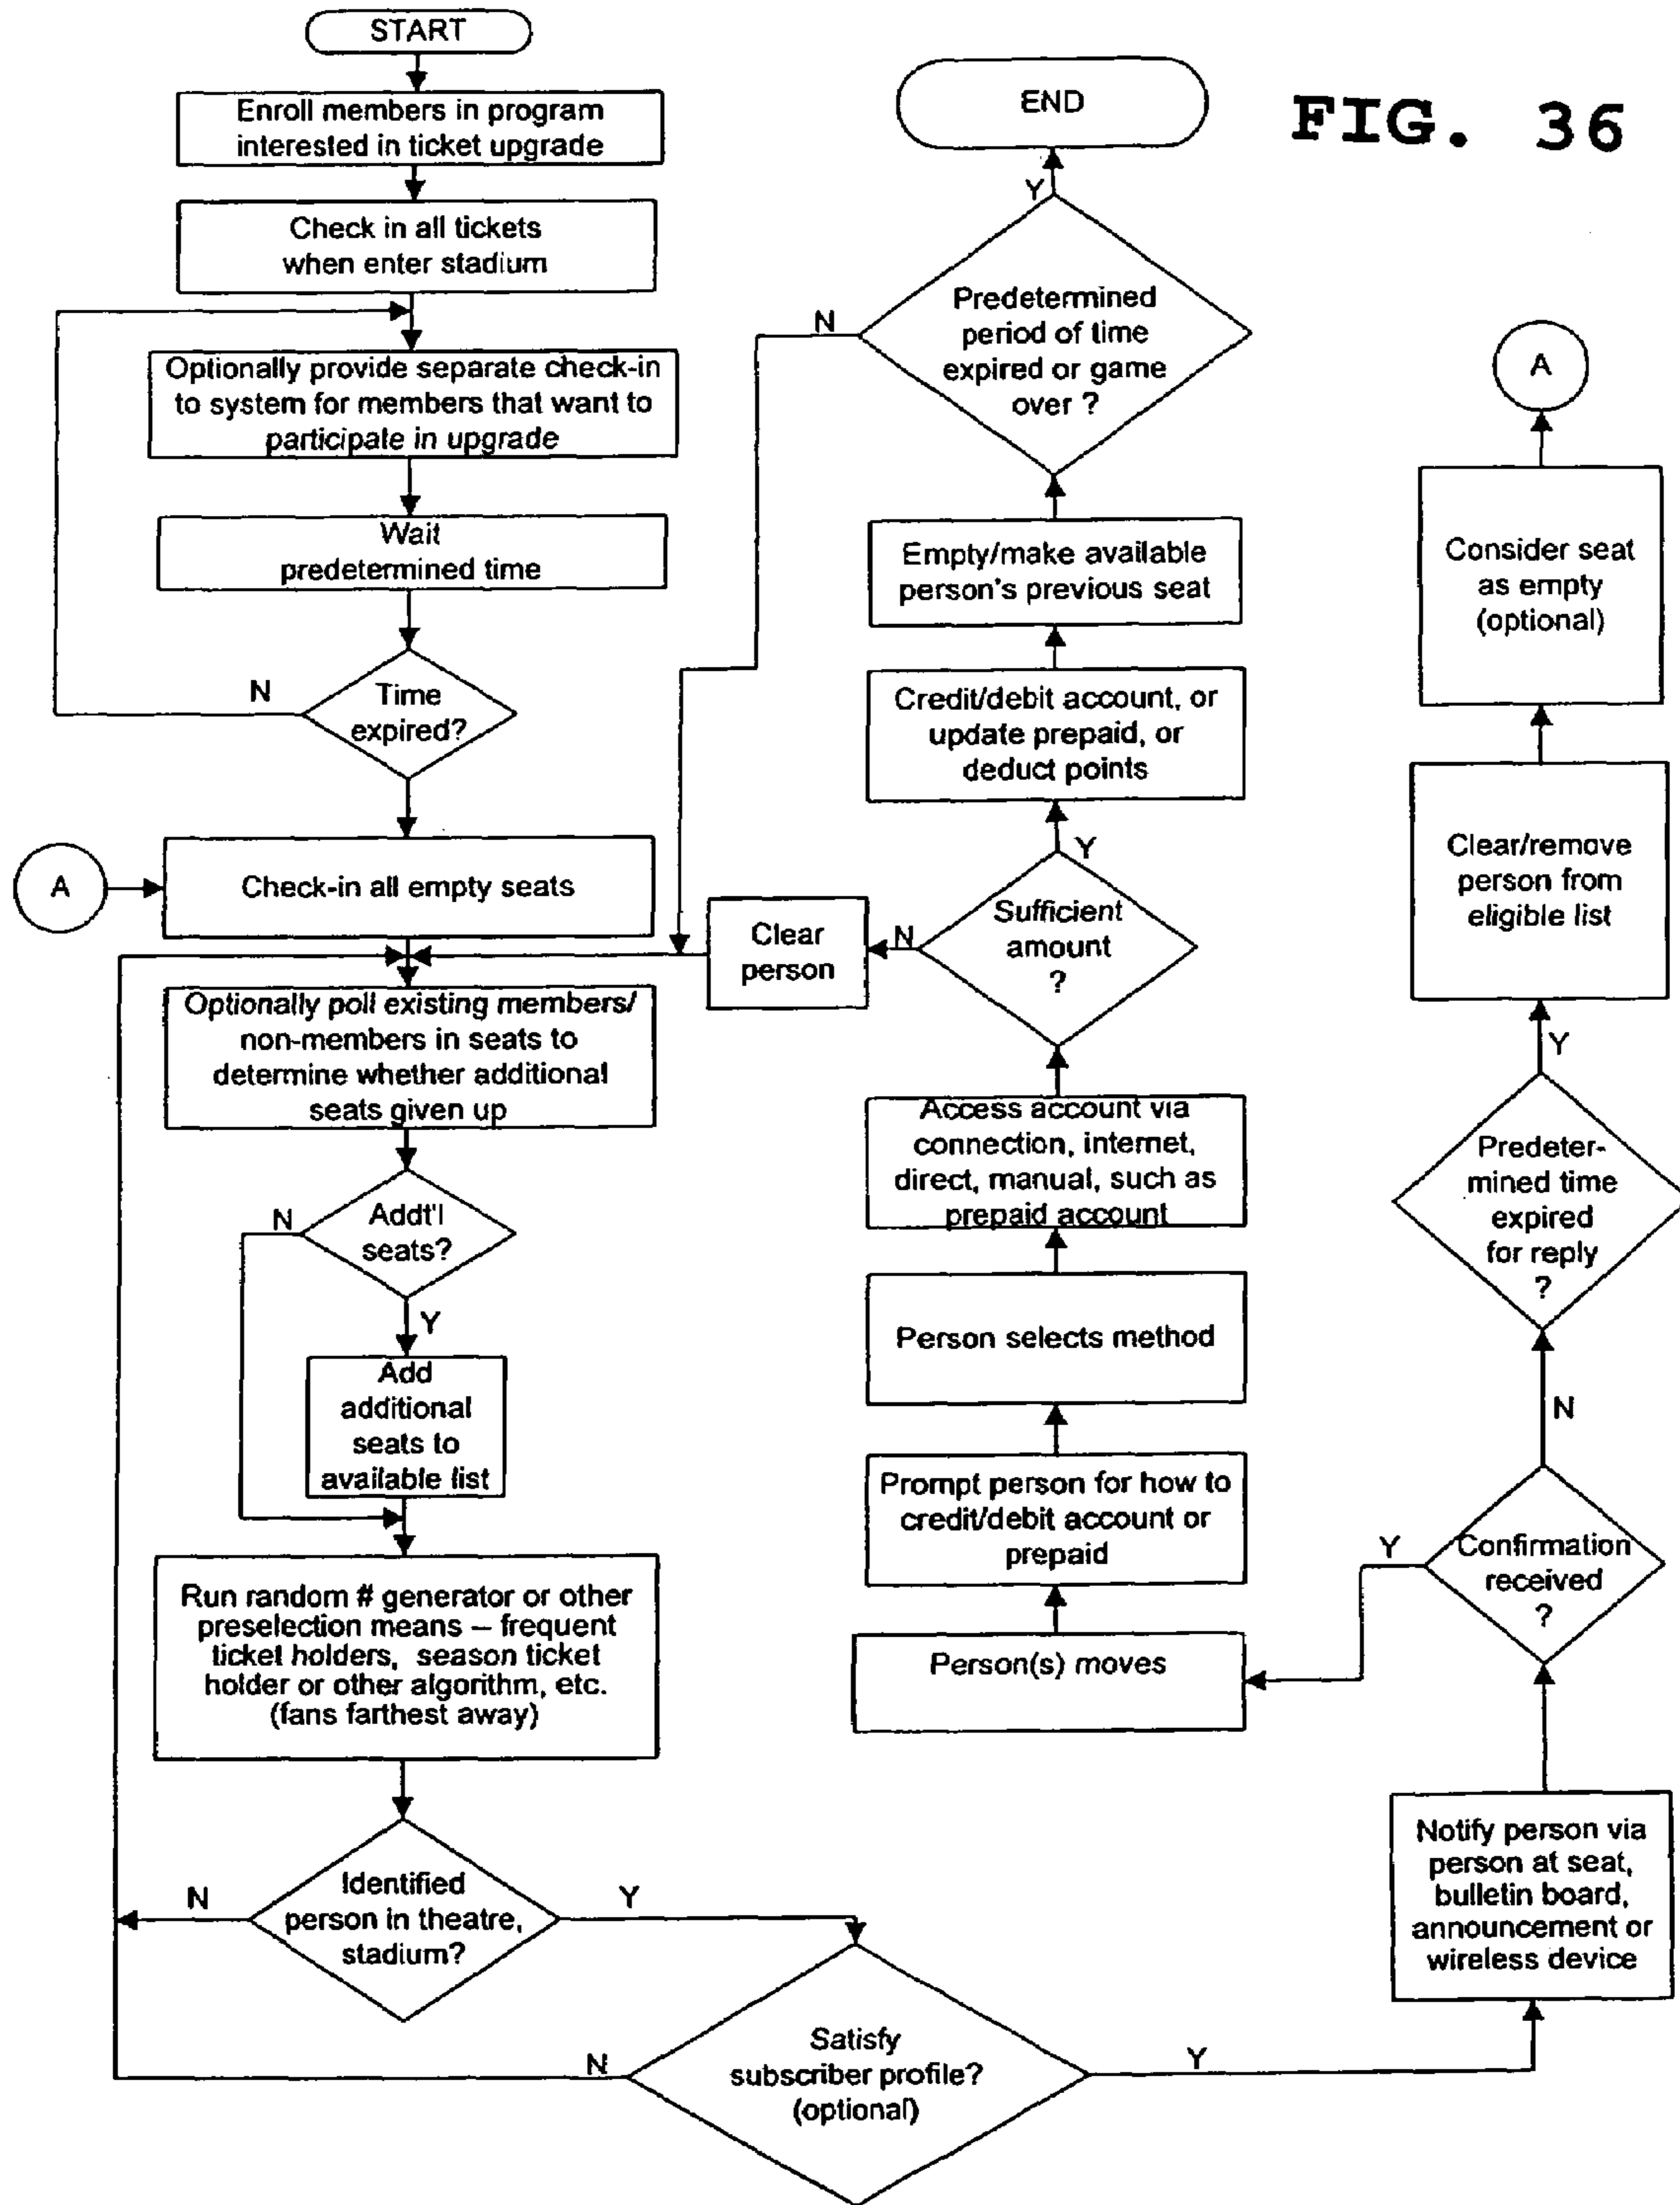 START
FIG. 36
Enroll members in program
interested in ticket upgrade
Check in all tickets
when enter stadium
Optionally provide separate check-in
to system for members that want to
participate in upgrade
Wait
predetermined time
N
Time
expired?
A
Check-in all empty seats
Optionally poll existing members/
non-members in seats to
determine whether additional
seats given up
N
Addt'l
seats?
Y
Add
additional
seats to
available list
Run random # generator or other
preselection means – frequent
ticket holders, season ticket
holder or other algorithm, etc.
(fans farthest away)
N
Identified
person in theatre,
stadium?
Y
N
Satisfy
subscriber profile?
(optional)
Y
END
Y
N
Predetermined
period of time
expired or game
over ?
Empty/make available
person's previous seat
Credit/debit account, or
update prepaid, or
deduct points
Y
Clear
person
N
Sufficient
amount
?
Access account via
connection, internet,
direct, manual, such as
prepaid account
Person selects method
Prompt person for how to
credit/debit account or
prepaid
Person(s) moves
A
Consider seat
as empty
(optional)
Clear/remove
person from
eligible list
Y
Predeter-
mined time
expired
for reply
?
N
Y
Confirmation
received
?
Notify person via
person at seat,
bulletin board,
announcement or
wireless device